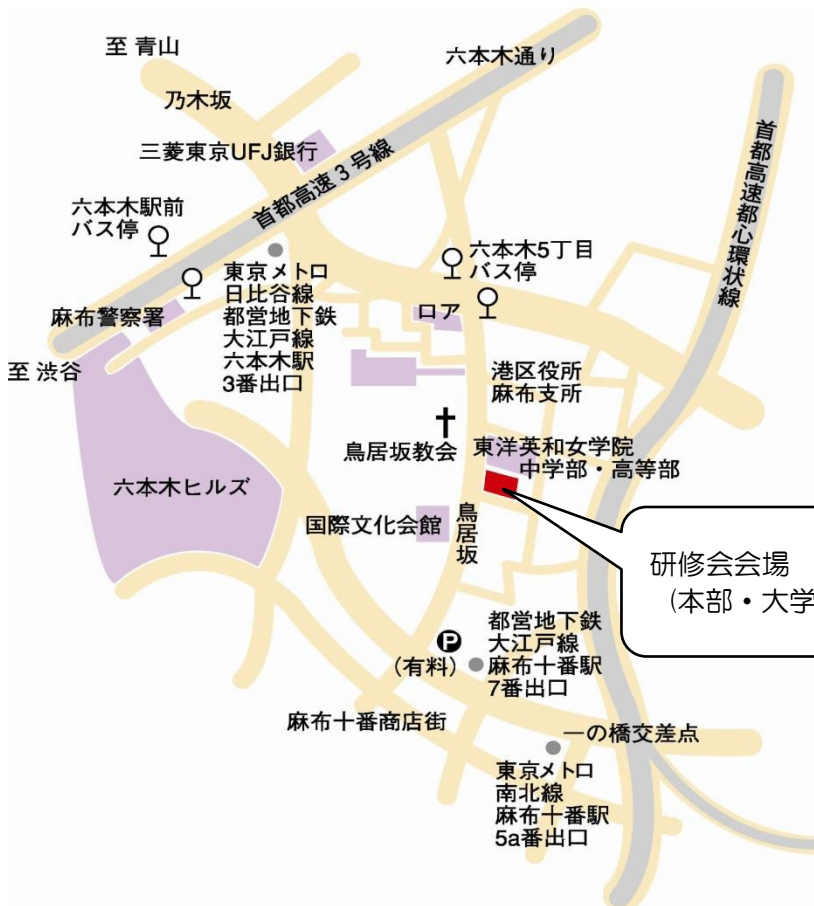 至 青山
六本木通り
乃木坂
三菱東京UFJ銀行
首都高速3号線
首都高速都心環状線
六本木駅前
バス停
六本木5丁目
バス停
東京メトロ
日比谷線
都営地下鉄
大江戸線
六本木駅
3番出口
ロア
麻布警察署
至 渋谷
港区役所
麻布支所
鳥居坂教会
東洋英和女学院
中学部・高等部
六本木ヒルズ
国際文化会館
鳥居坂
研修会会場
（本部・大学
P
（有料）
都営地下鉄
大江戸線
麻布十番駅
7番出口
麻布十番商店街
一の橋交差点
東京メトロ
南北線
麻布十番駅
5a番出口